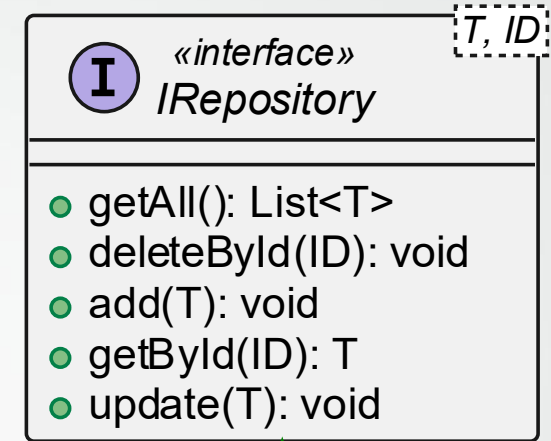 T, ID
I
«interface»
IRepository
getAll(): List<T>
deleteById(ID): void
add(T): void
getById(ID): T
update(T): void